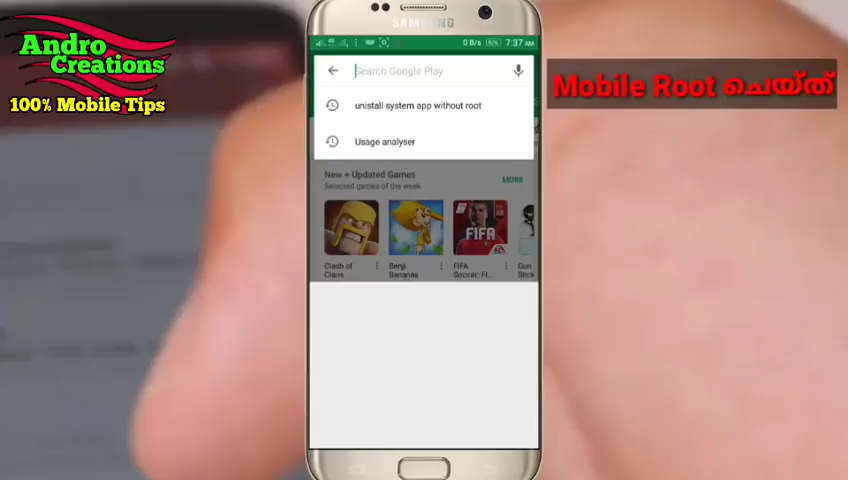 Andro
Creations
100% Mobile Tips
SAMSUNG
0 B/s 7:37 AM
Search Google Play
unistall system app without root
Usage analyser
New + Updated Games
Selected games of the week
MORE
Clash of
Clans
Benji
Bananas
FIFA
Soccer: FI...
Gun
Stick
Mobile Root ചെയ്ത്
FIFA